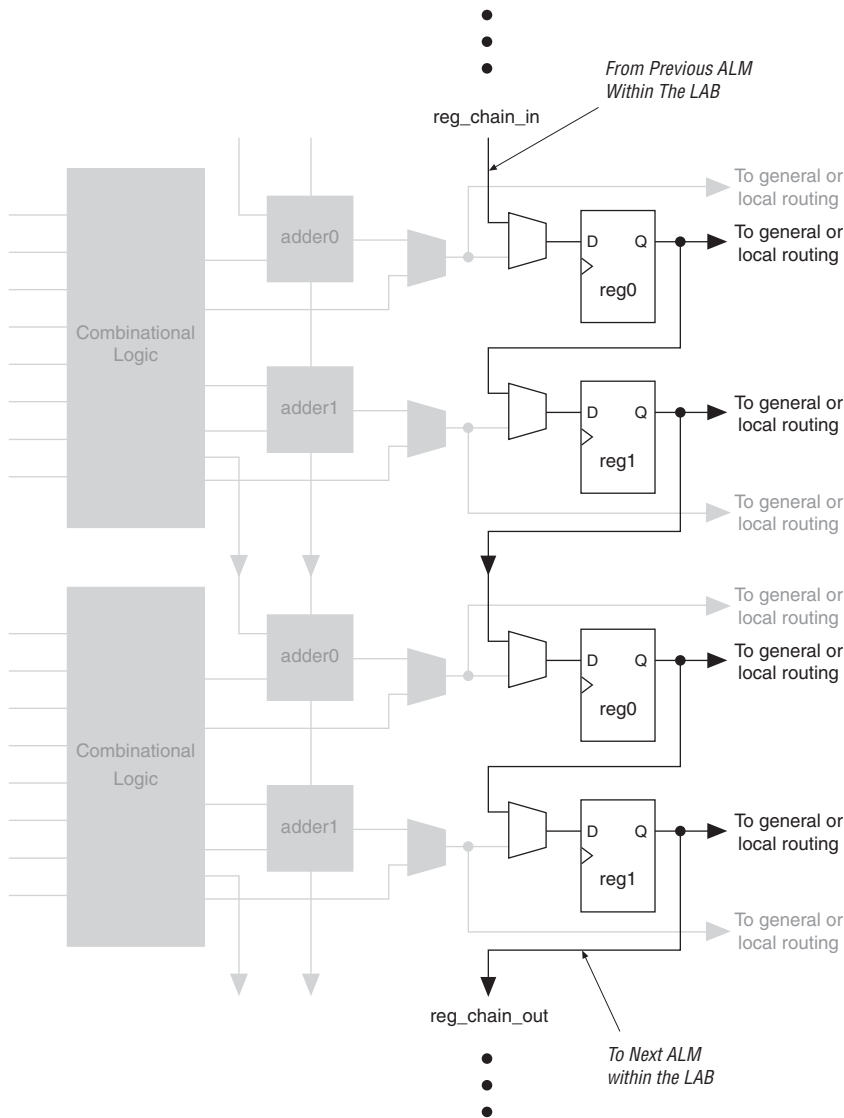 From Previous ALM
Within The LAB
reg_chain_in
To general or
local routing
adder0
D Q
reg0
To general or
local routing
Combinational
Logic
adder1
D Q
reg1
To general or
local routing
To general or
local routing
To general or
local routing
adder0
D Q
reg0
To general or
local routing
Combinational
Logic
adder1
D Q
reg1
To general or
local routing
To general or
local routing
reg_chain_out
To Next ALM
within the LAB